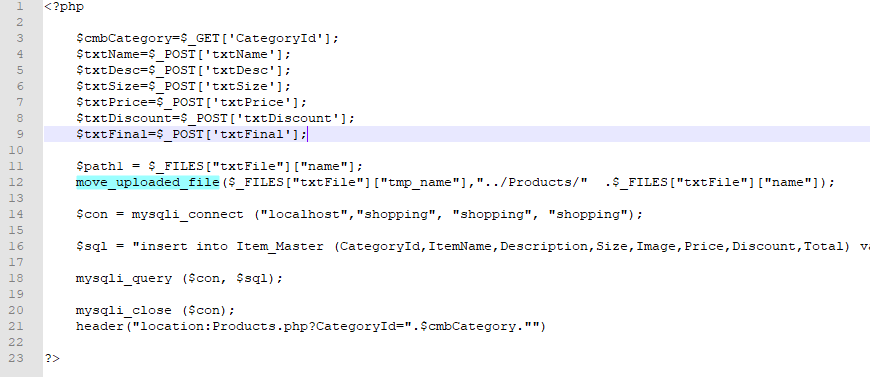 1 <?php
2
3 $cmbCategory=$_GET['CategoryId'];
4 $txtName=$_POST['txtName'];
5 $txtDesc=$_POST['txtDesc'];
6 $txtSize=$_POST['txtSize'];
7 $txtPrice=$_POST['txtPrice'];
8 $txtDiscount=$_POST['txtDiscount'];
9 $txtFinal=$_POST['txtFinal'];
10
11 $path1 = $_FILES["txtFile"]["name"];
12 move_uploaded_file($_FILES["txtFile"]["tmp_name"],"../Products/"  .$_FILES["txtFile"]["name"]);
13
14 $con = mysqli_connect ("localhost","shopping", "shopping", "shopping");
15
16 $sql = "insert into Item_Master (CategoryId,ItemName,Description,Size,Image,Price,Discount,Total) va
17
18 mysqli_query ($con, $sql);
19
20 mysqli_close ($con);
21 header("location:Products.php?CategoryId=".$cmbCategory."")
22
23 ?>